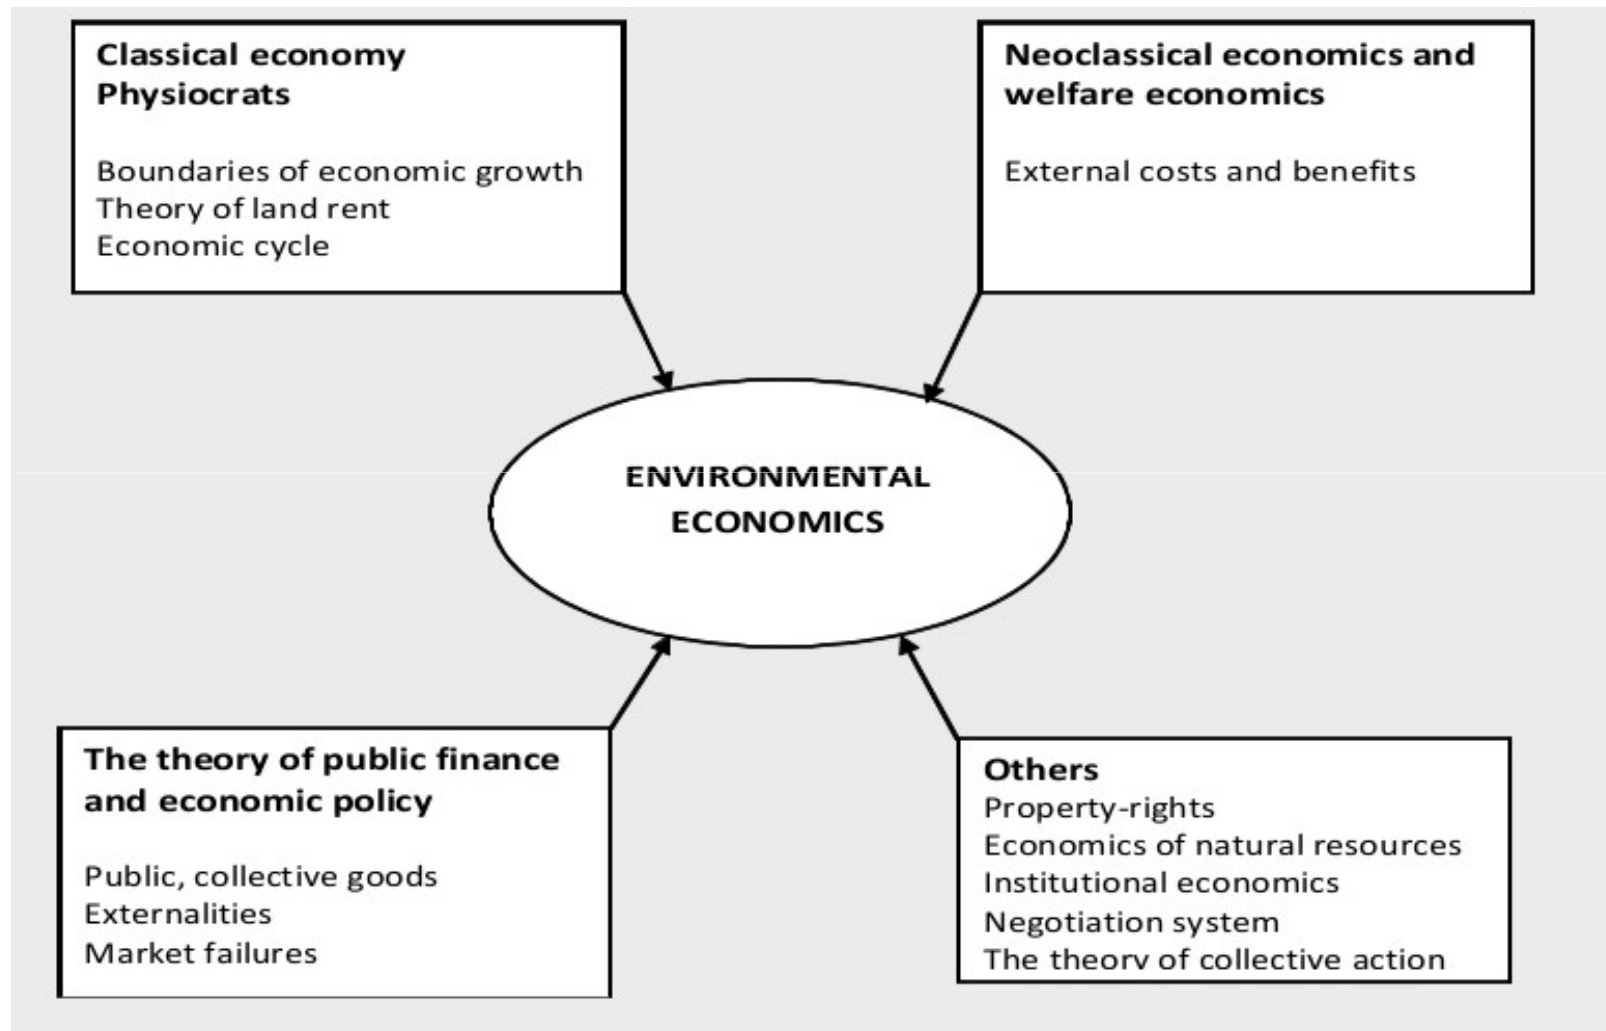 Classical economy
Physiocrats
Boundaries of economic growth
Theory of land rent
Economic cycle
Neoclassical economics and
welfare economics
External costs and benefits
ENVIRONMENTAL
ECONOMICS
The theory of public finance
and economic policy
Public, collective goods
Externalities
Market failures
Others
Property-rights
Economics of natural resources
Institutional economics
Negotiation system
The theory of collective action